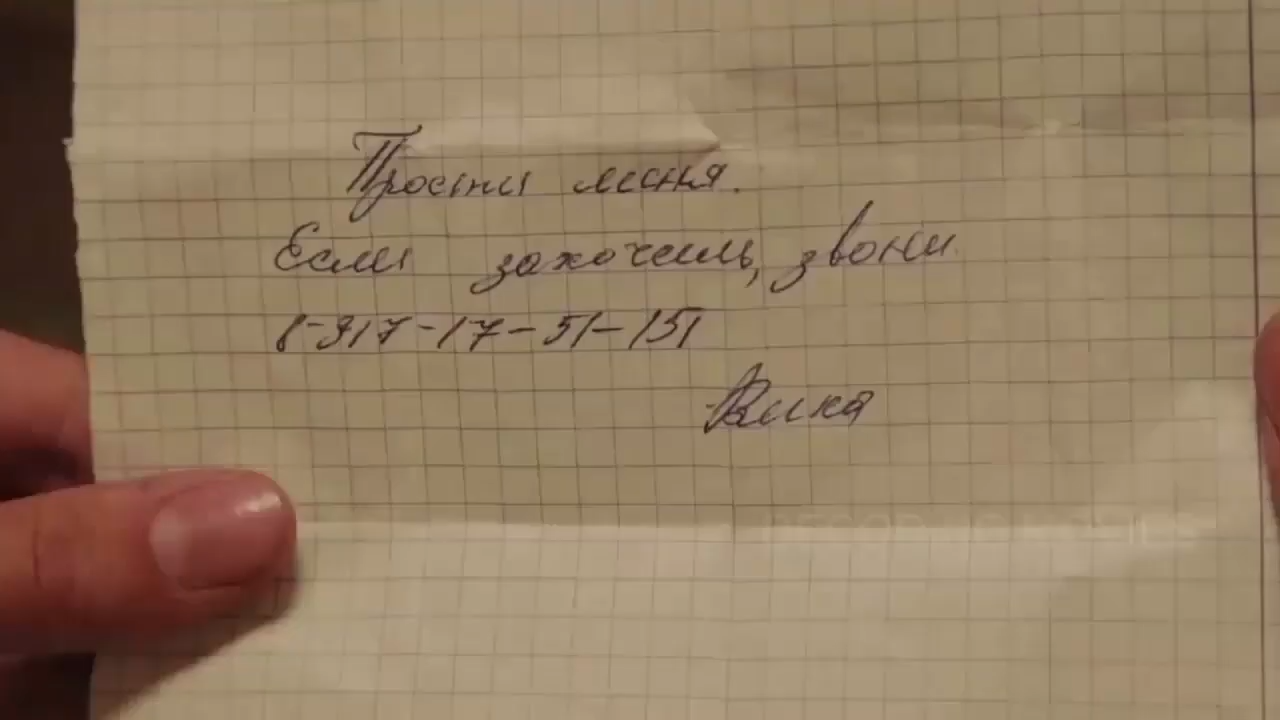 Прости меня.
Если захочешь, звони
8-917-17-51-151
Вика